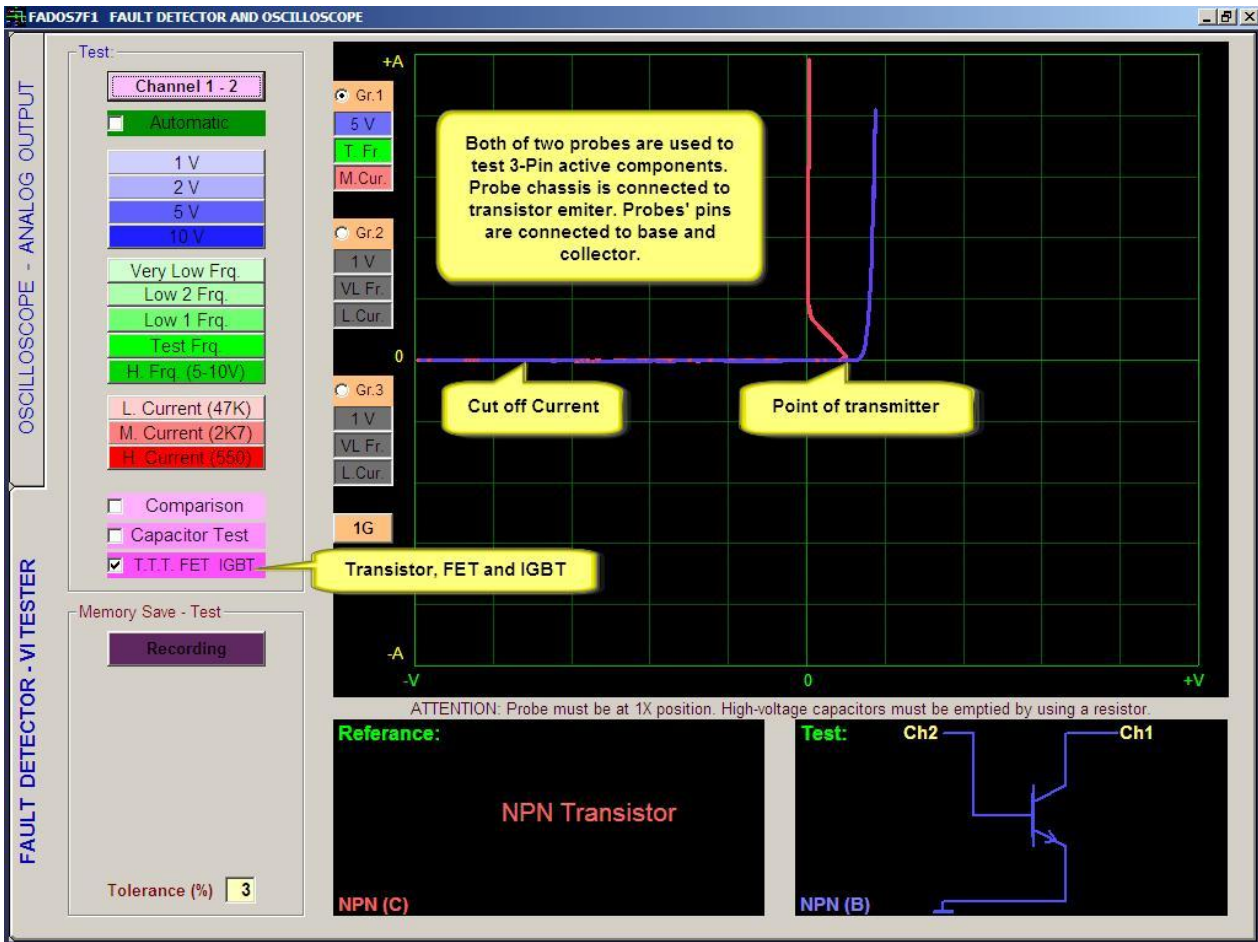 FADOS7F1 FAULT DETECTOR AND OSCILLOSCOPE
OSCILLOSCOPE - ANALOG OUTPUT
FAULT DETECTOR - VI TESTER
Test:
Channel 1 - 2
Automatic
1 V
2 V
5 V
10 V
Very Low Frq.
Low 2 Frq.
Low 1 Frq.
Test Frq.
H. Frq. (5-10V)
L. Current (47K)
M. Current (2K7)
H. Current (550)
Comparison
Capacitor Test
T.T.T. FET IGBT
Memory Save - Test
Recording
Tolerance (%) 3
Gr.1
5 V
T. Fr
M.Cur.
Gr.2
1 V
VL Fr.
L.Cur.
Gr.3
1 V
VL Fr.
L.Cur.
1G
+A
0
-A
-V
0
+V
Both of two probes are used to
test 3-Pin active components.
Probe chassis is connected to
transistor emiter. Probes' pins
are connected to base and
collector.
Cut off Current
Point of transmitter
Transistor, FET and IGBT
ATTENTION: Probe must be at 1X position. High-voltage capacitors must be emptied by using a resistor.
Referance:
NPN Transistor
NPN (C)
Test:
Ch2
Ch1
NPN (B)